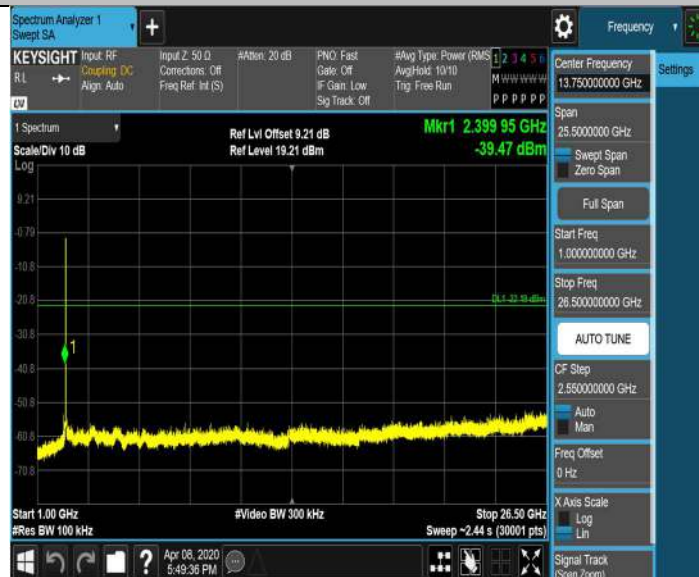 Spectrum Analyzer 1
Swept SA
Frequency
KEYSIGHT
Input: RF
Input Z: 50 Ω
#Atten: 20 dB
PNO: Fast
#Avg Type: Power (RMS
1 2 3 4 5 6
RL
Coupling: DC
Corrections: Off
Gate: Off
Avg|Hold: 10/10
M W W W W W
Align: Auto
Freq Ref: Int (S)
IF Gain: Low
Trig: Free Run
Sig Track: Off
P P P P P P
Center Frequency
13.750000000 GHz
Settings
1 Spectrum
Ref Lvl Offset 9.21 dB
Mkr1 2.399 95 GHz
Scale/Div 10 dB
Ref Level 19.21 dBm
-39.47 dBm
Log
9.21
-0.79
-10.8
-20.8
-30.8
-40.8
-50.8
-60.8
-70.8
1
Start 1.00 GHz
#Video BW 300 kHz
Stop 26.50 GHz
#Res BW 100 kHz
Sweep ~2.44 s (30001 pts)
Span
25.5000000 GHz
Swept Span
Zero Span
Full Span
Start Freq
1.000000000 GHz
Stop Freq
26.500000000 GHz
AUTO TUNE
CF Step
2.550000000 GHz
Auto
Man
Freq Offset
0 Hz
X Axis Scale
Log
Lin
Signal Track
(Span Zoom)
?
Apr 08, 2020
5:49:36 PM